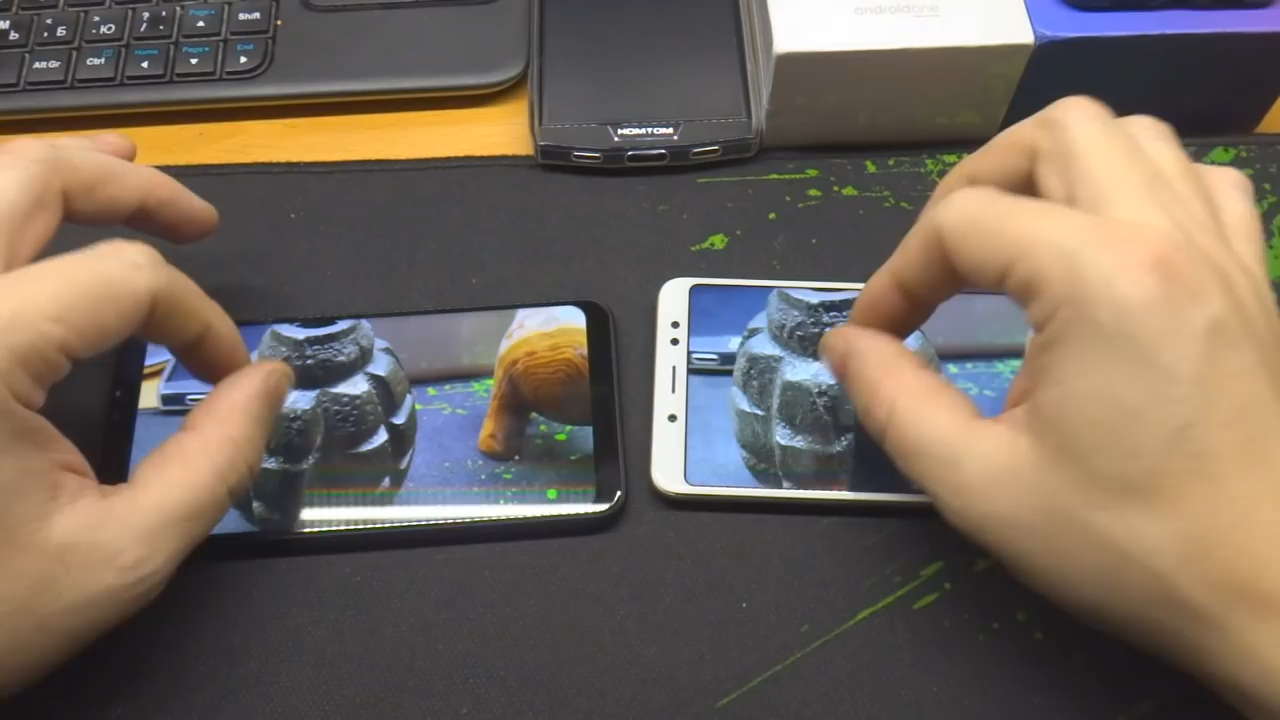 Page▲
Shift
М
Ь
< Б
. Ю
? .
/ ,
Alt Gr
Ctrl
Home
Page▼
End
HOMTOM
androidone